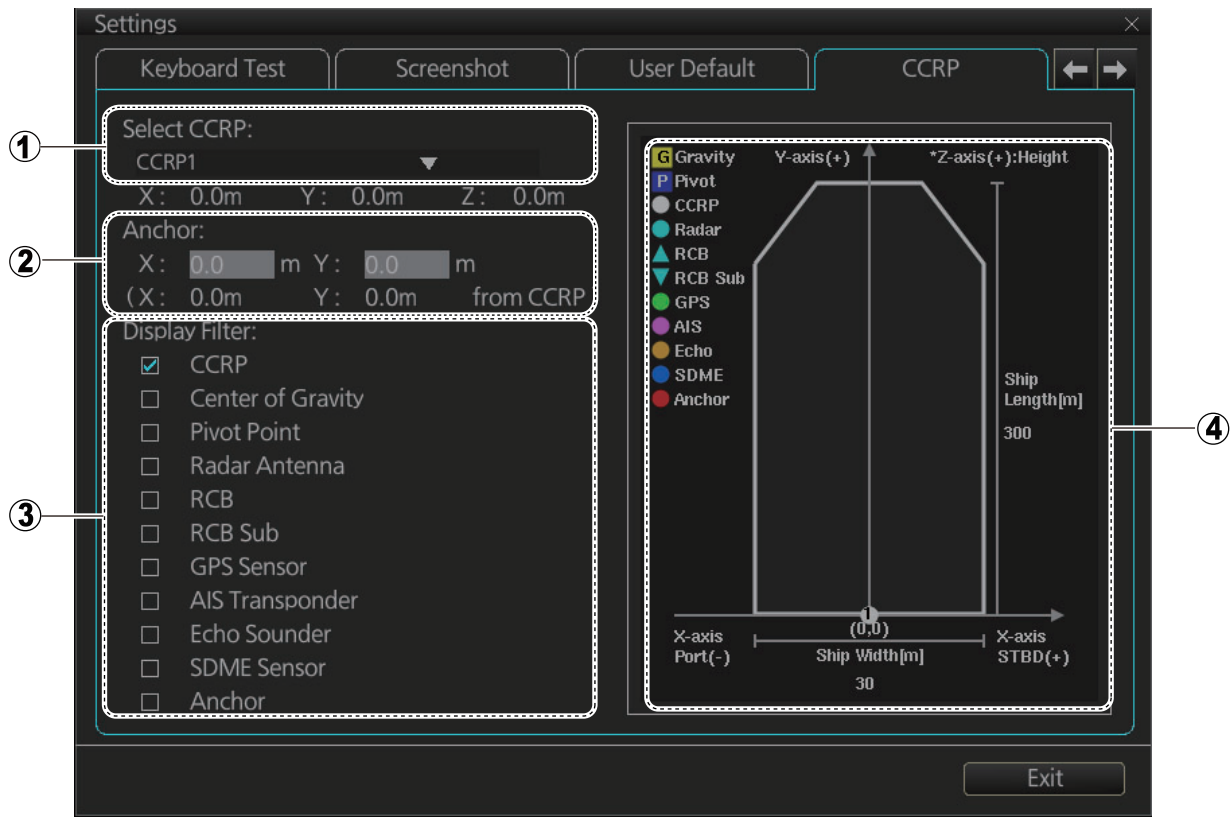 Settings
Keyboard Test
Screenshot
User Default
CCRP
1
Select CCRP:
CCRP1
X: 0.0m Y: 0.0m Z: 0.0m
2
Anchor:
X: 0.0 m Y: 0.0 m
(X: 0.0m Y: 0.0m from CCRP
3
Display Filter:
CCRP
Center of Gravity
Pivot Point
Radar Antenna
RCB
RCB Sub
GPS Sensor
AIS Transponder
Echo Sounder
SDME Sensor
Anchor
4
G Gravity
P Pivot
CCRP
Radar
RCB
RCB Sub
GPS
AIS
Echo
SDME
Anchor
Y-axis(+)
*Z-axis(+):Height
Ship
Length[m]
300
1
(0,0)
X-axis
Port(-)
Ship Width[m]
30
X-axis
STBD(+)
Exit